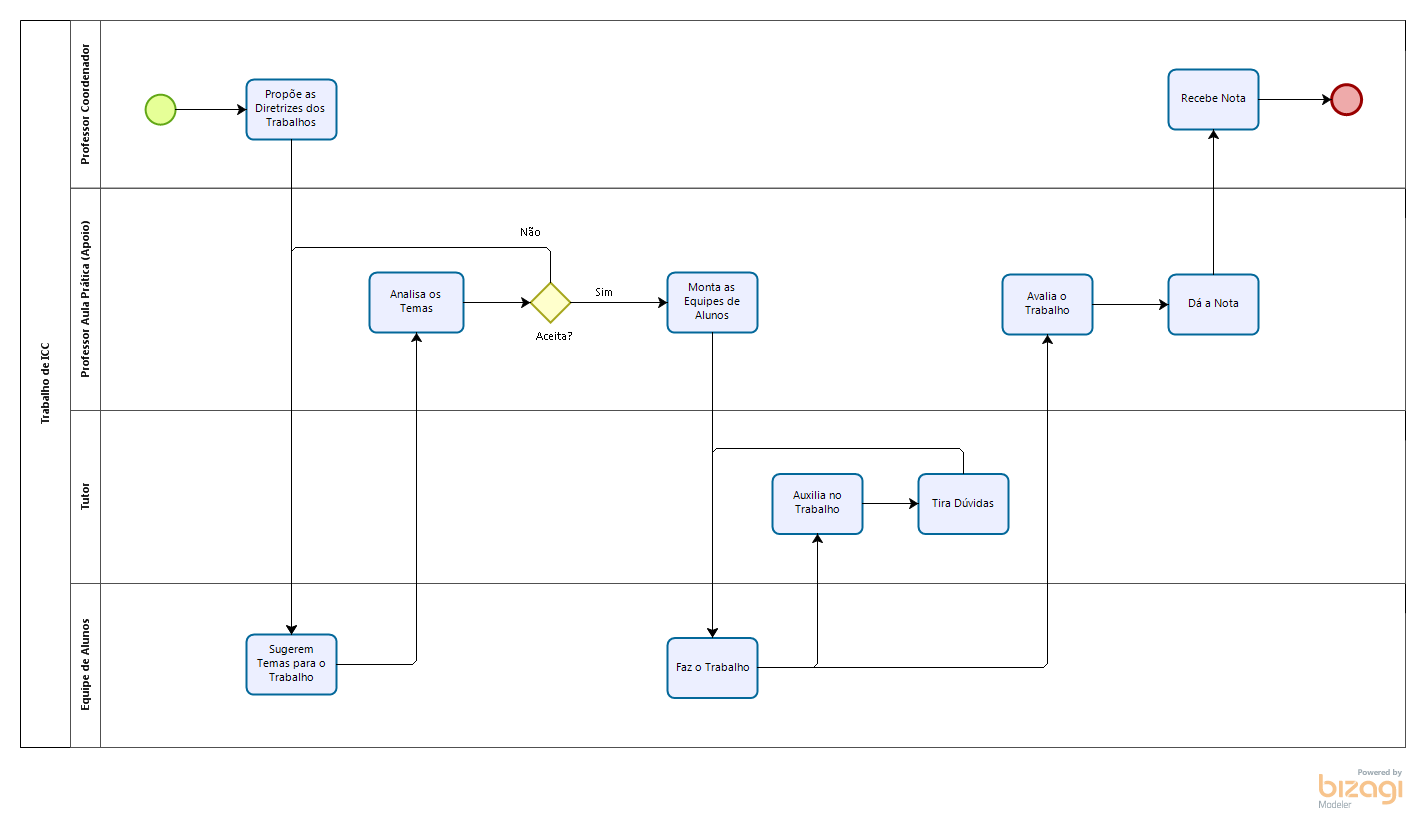 Trabalho de ICC
Professor Coordenador
Propõe as
Diretrizes dos
Trabalhos
Recebe Nota
Professor Aula Prática (Apoio)
Não
Analisa os
Temas
Sim
Aceita?
Monta as
Equipes de
Alunos
Avalia o
Trabalho
Dá a Nota
Tutor
Auxilia no
Trabalho
Tira Dúvidas
Equipe de Alunos
Sugerem
Temas para o
Trabalho
Faz o Trabalho
Powered by
bizagi
Modeler